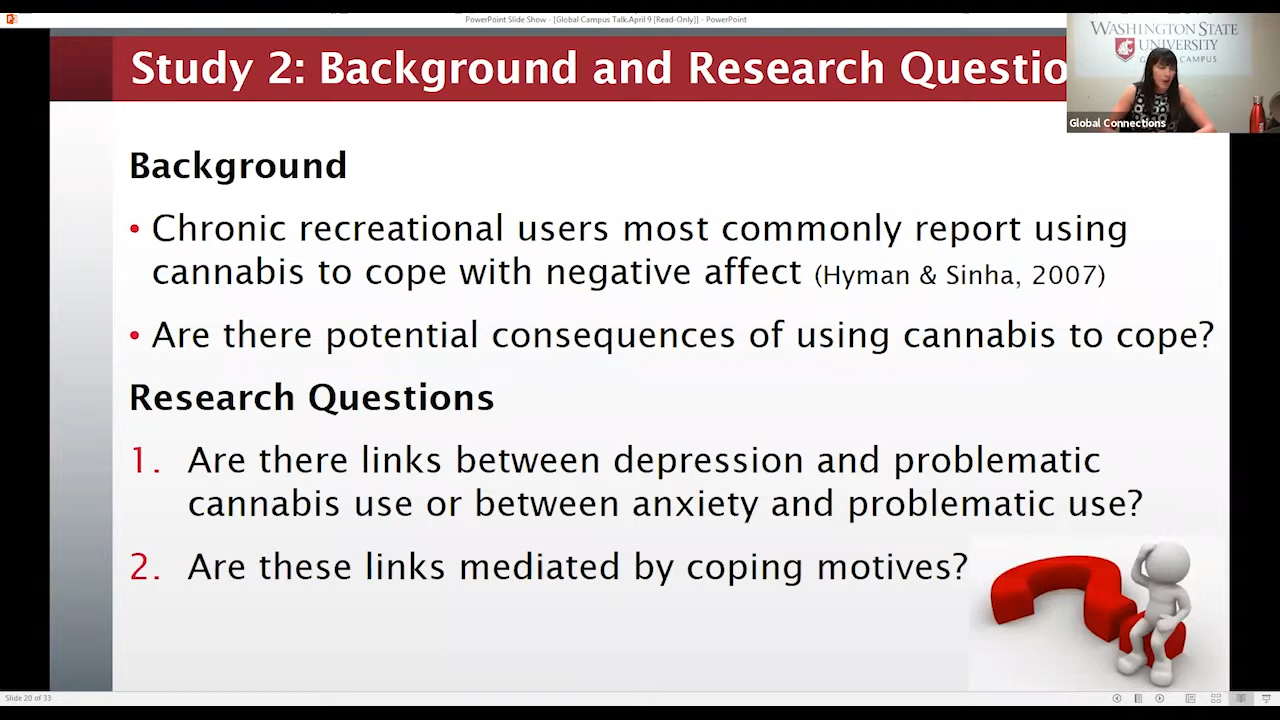 PowerPoint Slide Show - [Global Campus Talk.April 9 [Read-Only]] - PowerPoint
Study 2: Background and Research Questio
WASHINGTON STATE
UNIVERSITY
CAMPUS
Global Connections
Background
• Chronic recreational users most commonly report using
cannabis to cope with negative affect (Hyman & Sinha, 2007)
• Are there potential consequences of using cannabis to cope?
Research Questions
1. Are there links between depression and problematic
cannabis use or between anxiety and problematic use?
2. Are these links mediated by coping motives?
Slide 20 of 33